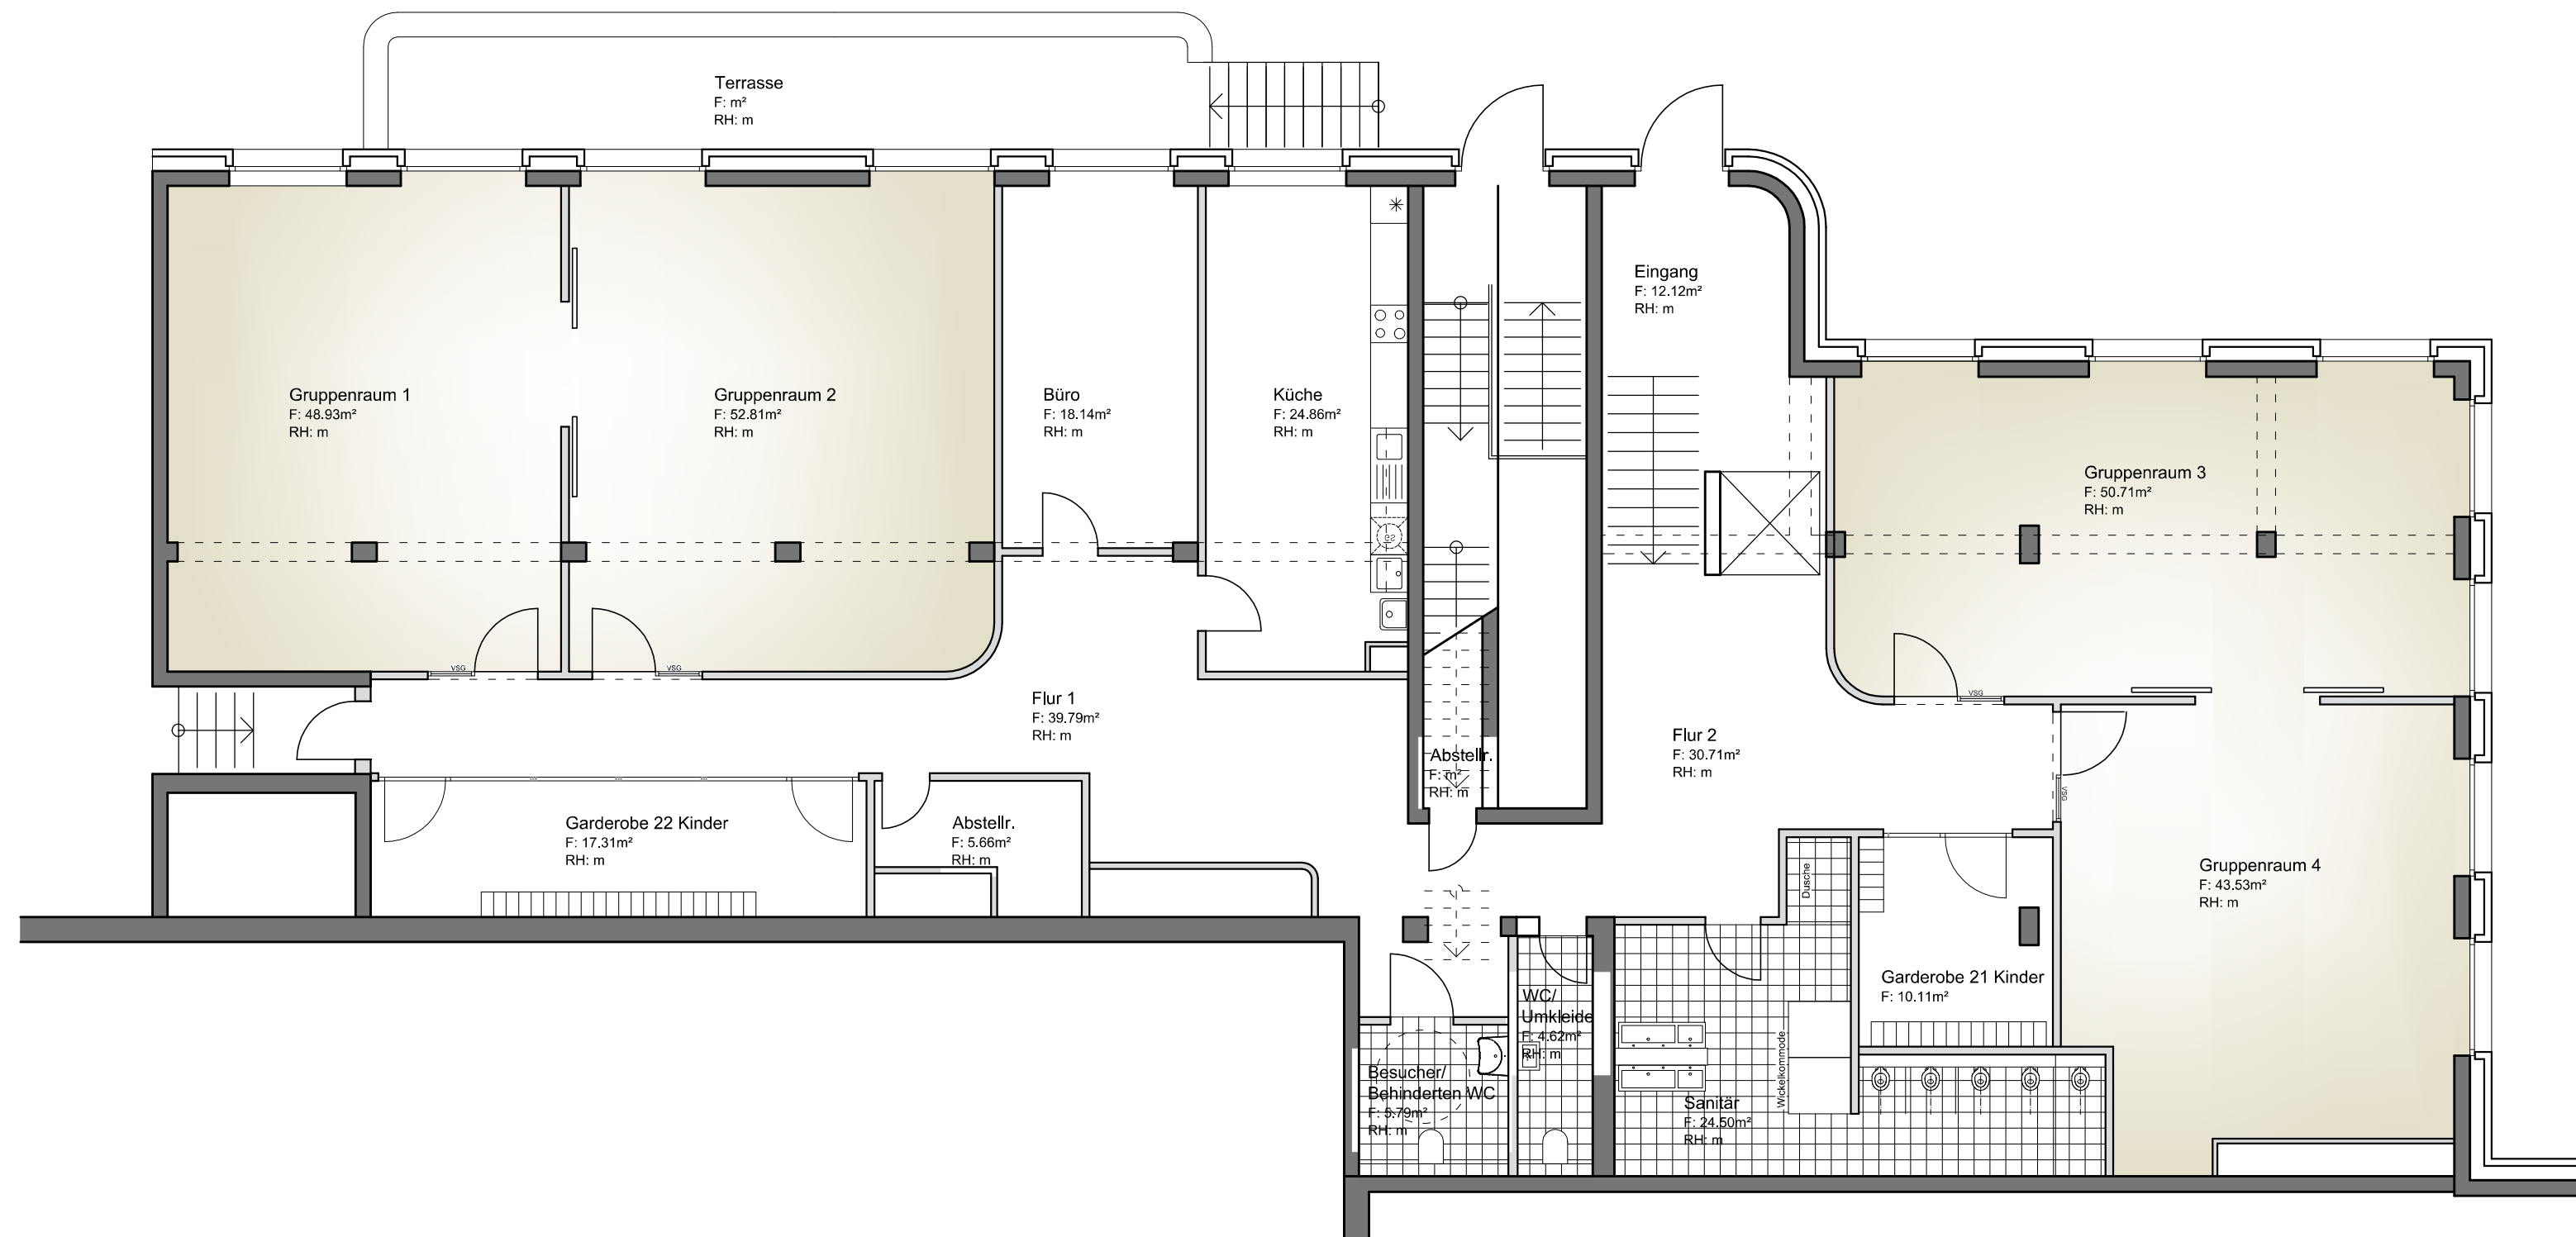 Terrasse
F: m²
RH: m
Eingang
F: 12.12m²
RH: m
Gruppenraum 1
F: 48.93m²
RH: m
Gruppenraum 2
F: 52.81m²
RH: m
Büro
F: 18.14m²
RH: m
Küche
F: 24.86m²
RH: m
Gruppenraum 3
F: 50.71m²
RH: m
GS
VSG
VSG
VSG
Flur 1
F: 39.79m²
RH: m
Abstellr.
F: m²
RH: m
Flur 2
F: 30.71m²
RH: m
VSG
Garderobe 22 Kinder
F: 17.31m²
RH: m
Abstellr.
F: 5.66m²
RH: m
Dusche
Gruppenraum 4
F: 43.53m²
RH: m
Garderobe 21 Kinder
F: 10.11m²
WC/
Umkleide
F: 4.62m²
RH: m
Besucher/
Behinderten WC
F: 5.79m²
RH: m
Wickelkommode
Sanitär
F: 24.50m²
RH: m